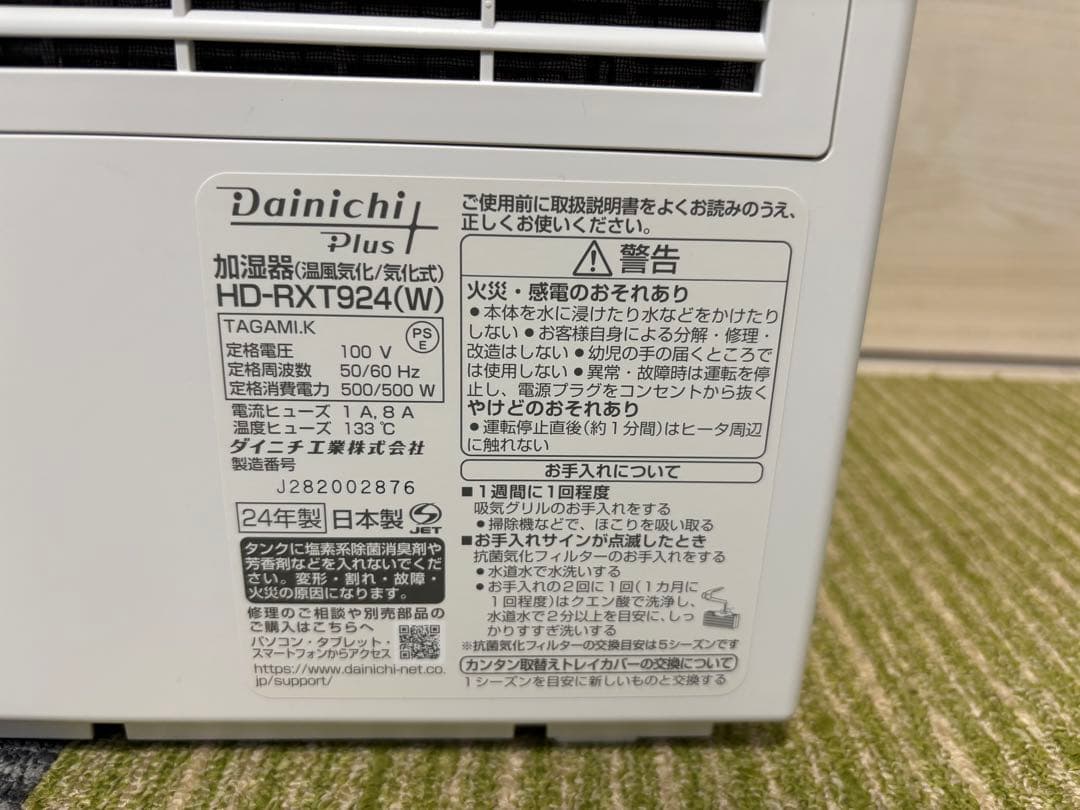 Dainichi
Plus
加湿器(温風気化/気化式)
HD-RXT924(W)
TAGAMI.K
PS
E
定格電圧 100 V
定格周波数 50/60 Hz
定格消費電力 500/500 W
電流ヒューズ 1 A, 8 A
温度ヒューズ 133 ℃
ダイニチ工業株式会社
製造番号
J282002876
24年製 日本製 JET
タンクに塩素系除菌消臭剤や
芳香剤などを入れないでくだ
さい。変形・割れ・故障・
火災の原因になります。
修理のご相談や別売部品の
ご購入はこちらへ
パソコン・タブレット・
スマートフォンからアクセス
https://www.dainichi-net.co.
jp/support/
ご使用前に取扱説明書をよくお読みのうえ、
正しくお使いください。
警告
火災・感電のおそれあり
●本体を水に浸けたり水などをかけたり
しない ●お客様自身による分解・修理・
改造はしない ●幼児の手の届くところで
は使用しない ●異常・故障時は運転を停
止し、電源プラグをコンセントから抜く
やけどのおそれあり
●運転停止直後(約1分間)はヒータ周辺
に触れない
お手入れについて
■1週間に1回程度
吸気グリルのお手入れをする
●掃除機などで、ほこりを吸い取る
■お手入れサインが点滅したとき
抗菌気化フィルターのお手入れをする
●水道水で水洗いする
●お手入れの2回に1回(1カ月に
1回程度)はクエン酸で洗浄し、
水道水で2分以上を目安に、しっ
かりすすぎ洗いする
※抗菌気化フィルターの交換目安は5シーズンです
カンタン取替えトレイカバーの交換について
1シーズンを目安に新しいものと交換する